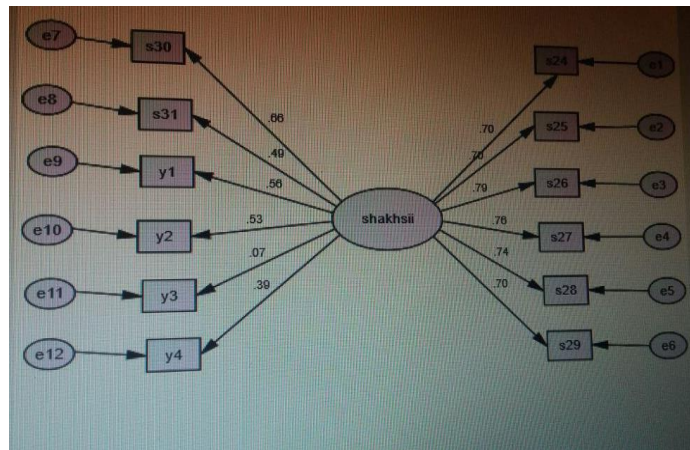 e7
s30
s24
e1
e8
s31
.66
.70
s25
e2
.49
e9
y1
.56
.79
s26
e3
shakhsii
e10
y2
.53
.76
s27
e4
.07
.74
e11
y3
.39
.70
s28
e5
e12
y4
s29
e6